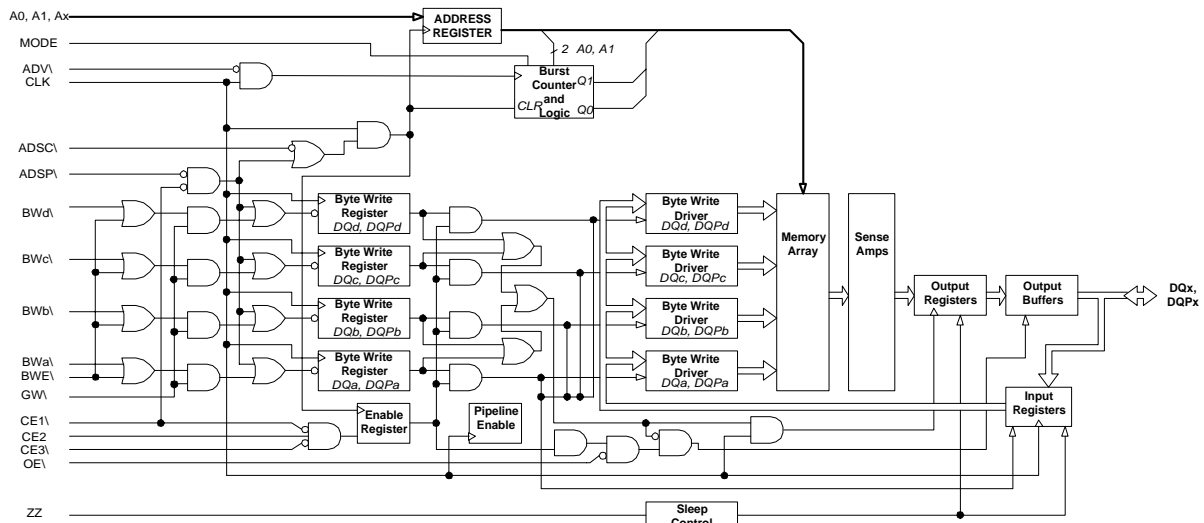 A0, A1, Ax
ADDRESS
REGISTER
MODE
2 A0, A1
ADV\
CLK
Burst
Counter
and
Logic
Q1
CLR
Q0
ADSC\
ADSP\
BWd\
BWc\
BWb\
BWa\
BWE\
GW\
CE1\
CE2
CE3\
OE\
ZZ
Byte Write
Register
DQd, DQPd
Byte Write
Register
DQc, DQPc
Byte Write
Register
DQb, DQPb
Byte Write
Register
DQa, DQPa
Enable
Register
Pipeline
Enable
Byte Write
Driver
DQd, DQPd
Byte Write
Driver
DQc, DQPc
Byte Write
Driver
DQb, DQPb
Byte Write
Driver
DQa, DQPa
Memory
Array
Sense
Amps
Output
Registers
Output
Buffers
DQx,
DQPx
Input
Registers
Sleep
Control